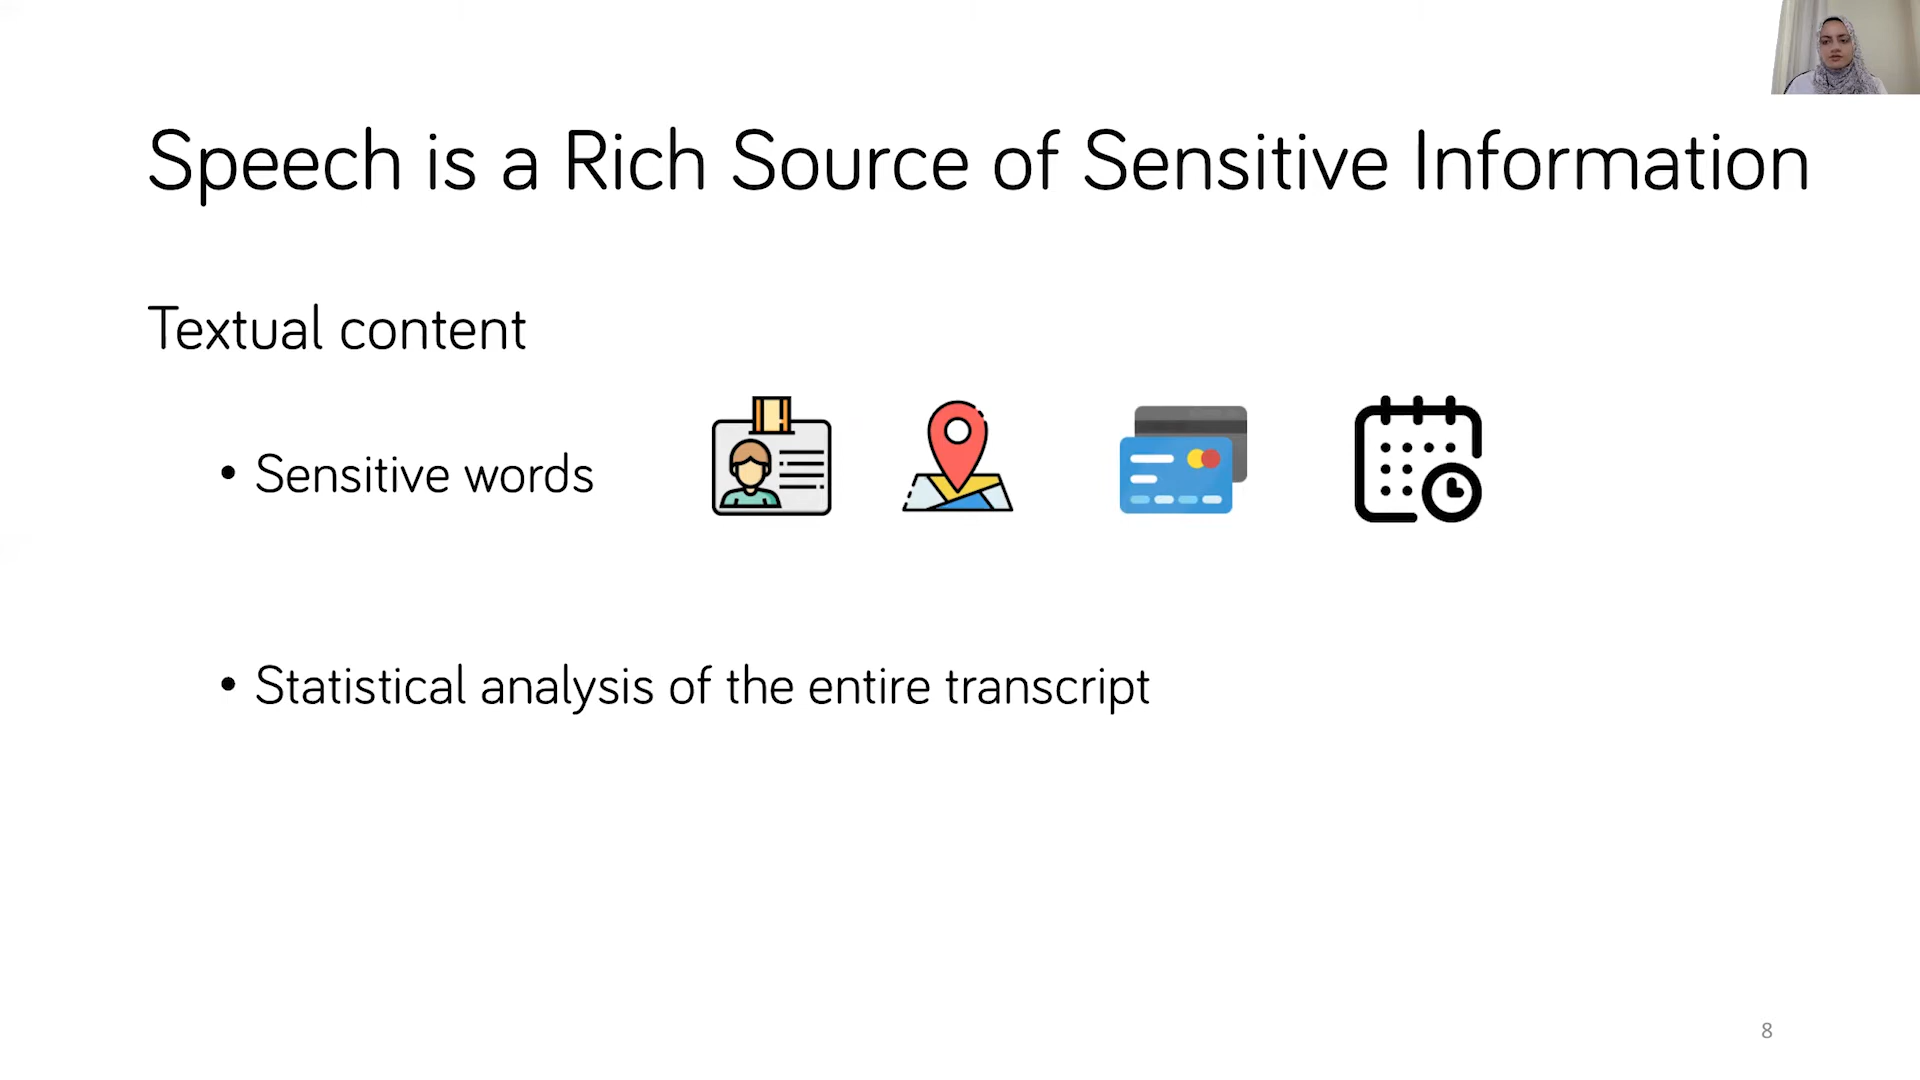 Speech is a Rich Source of Sensitive Information
Textual content
• Sensitive words
• Statistical analysis of the entire transcript
8